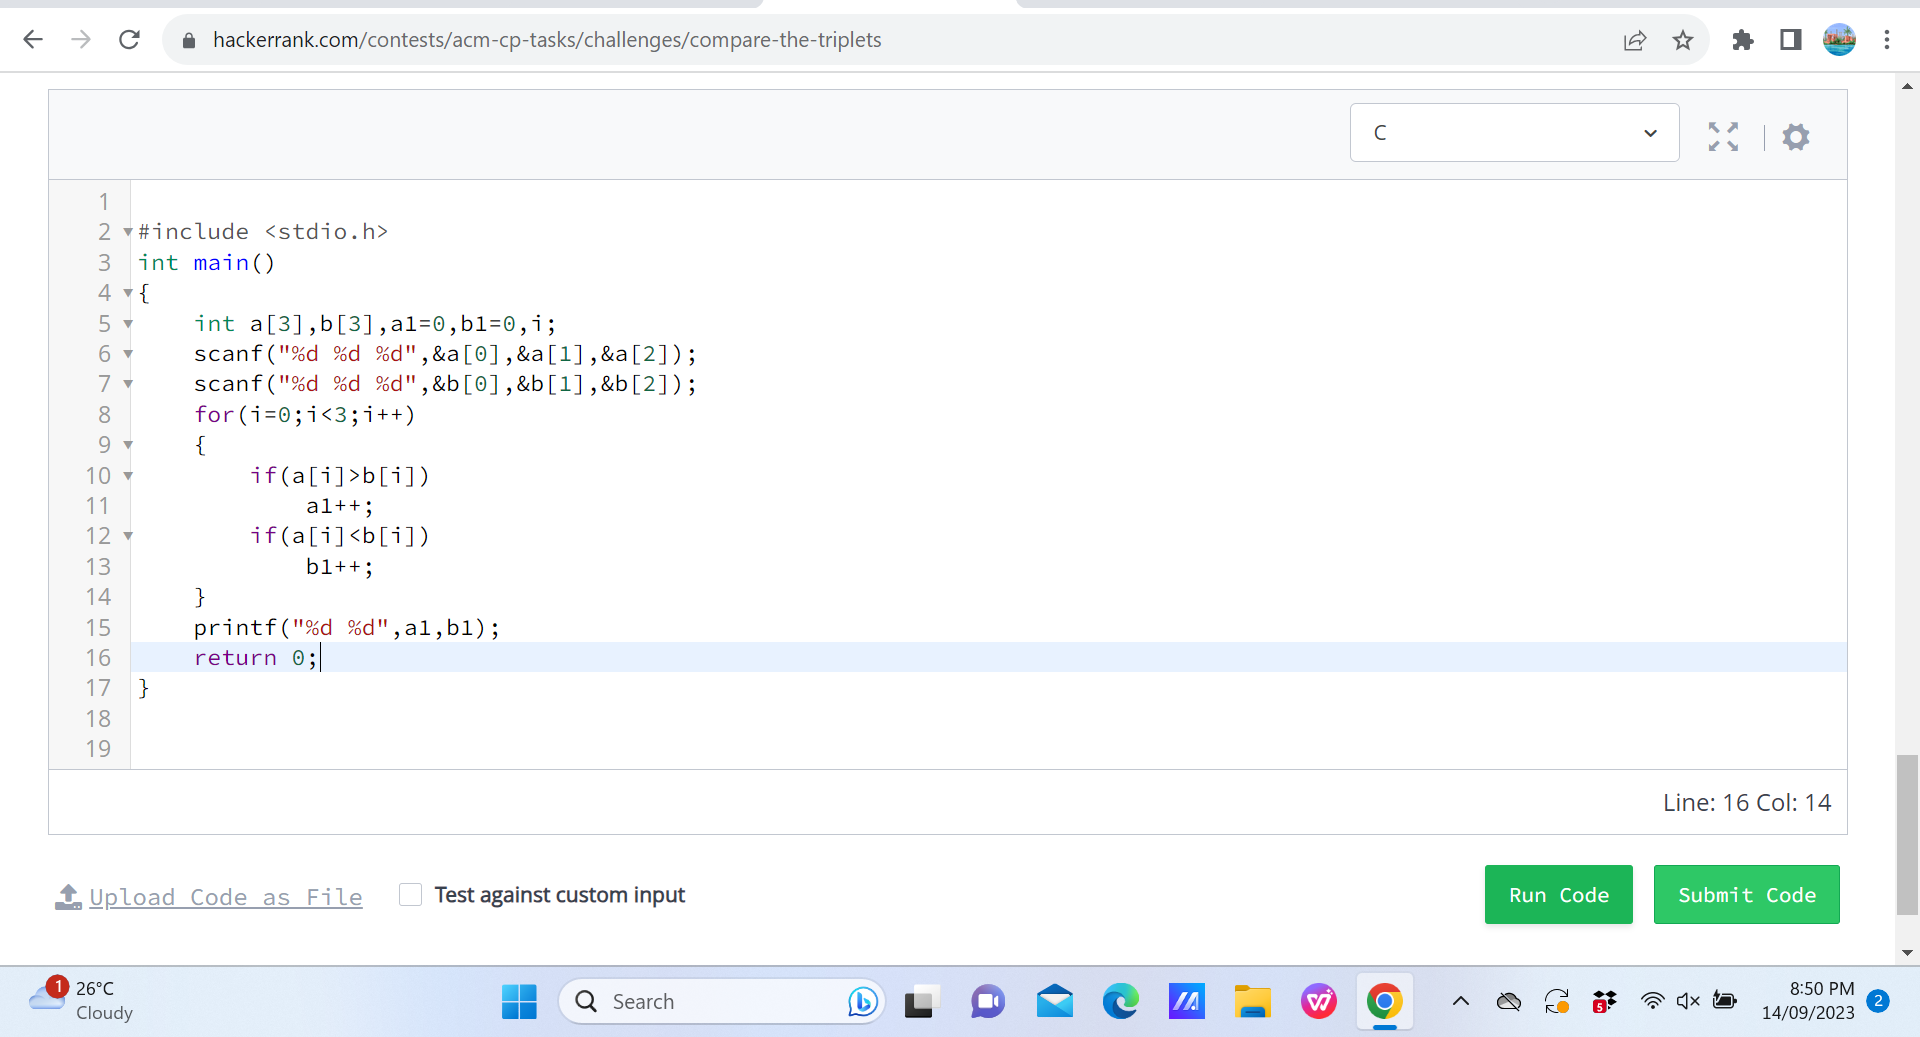 hackerrank.com/contests/acm-cp-tasks/challenges/compare-the-triplets
C
1
2 #include <stdio.h>
3 int main()
4 {
5 int a[3],b[3],a1=0,b1=0,i;
6 scanf("%d %d %d",&a[0],&a[1],&a[2]);
7 scanf("%d %d %d",&b[0],&b[1],&b[2]);
8 for(i=0;i<3;i++)
9 {
10 if(a[i]>b[i])
11 a1++;
12 if(a[i]<b[i])
13 b1++;
14 }
15 printf("%d %d",a1,b1);
16 return 0;
17 }
18
19
Line: 16 Col: 14
Upload Code as File Test against custom input Run Code Submit Code
1 26°C
Cloudy
Search
5
8:50 PM
14/09/2023
2